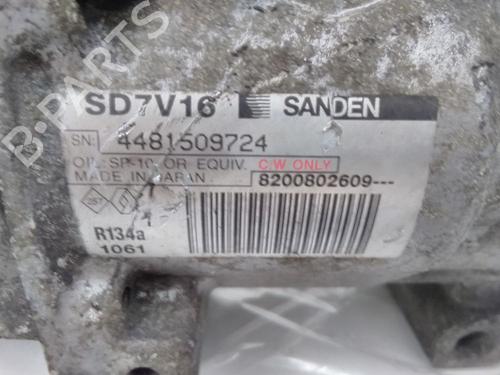 SD7V16 SANDEN
SN: 4481509724
OIL: SP-10, OR EQUIV. C.W ONLY
MADE IN JAPAN 8200802609---
R134a
1061
B-PARTS